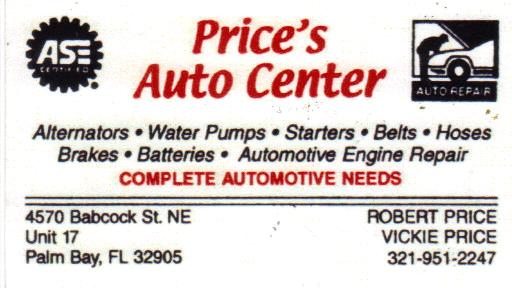 ASE
CERTIFIED
Price's
Auto Center
AUTO REPAIR
Alternators • Water Pumps • Starters • Belts • Hoses
Brakes • Batteries • Automotive Engine Repair
COMPLETE AUTOMOTIVE NEEDS
4570 Babcock St. NE
Unit 17
Palm Bay, FL 32905
ROBERT PRICE
VICKIE PRICE
321-951-2247